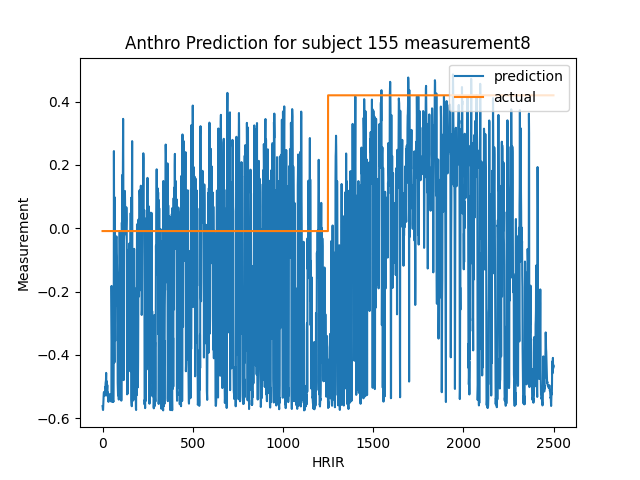 Anthro Prediction for subject 155 measurement8
prediction
actual
0.4
0.2
0.0
−0.2
−0.4
−0.6
Measurement
0
500
1000
1500
2000
2500
HRIR